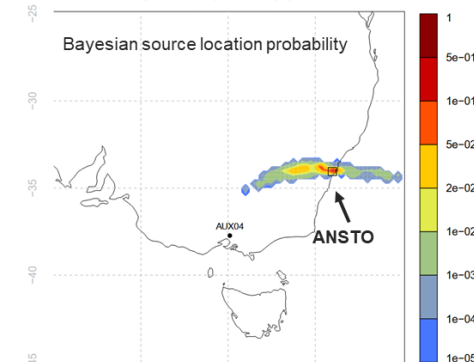 -25
Bayesian source location probability
-30
-35
-40
45
AUX04
ANSTO
1
5e-01
1e-01
5e-02
2e-02
1e-02
1e-03
1e-04
1e-05